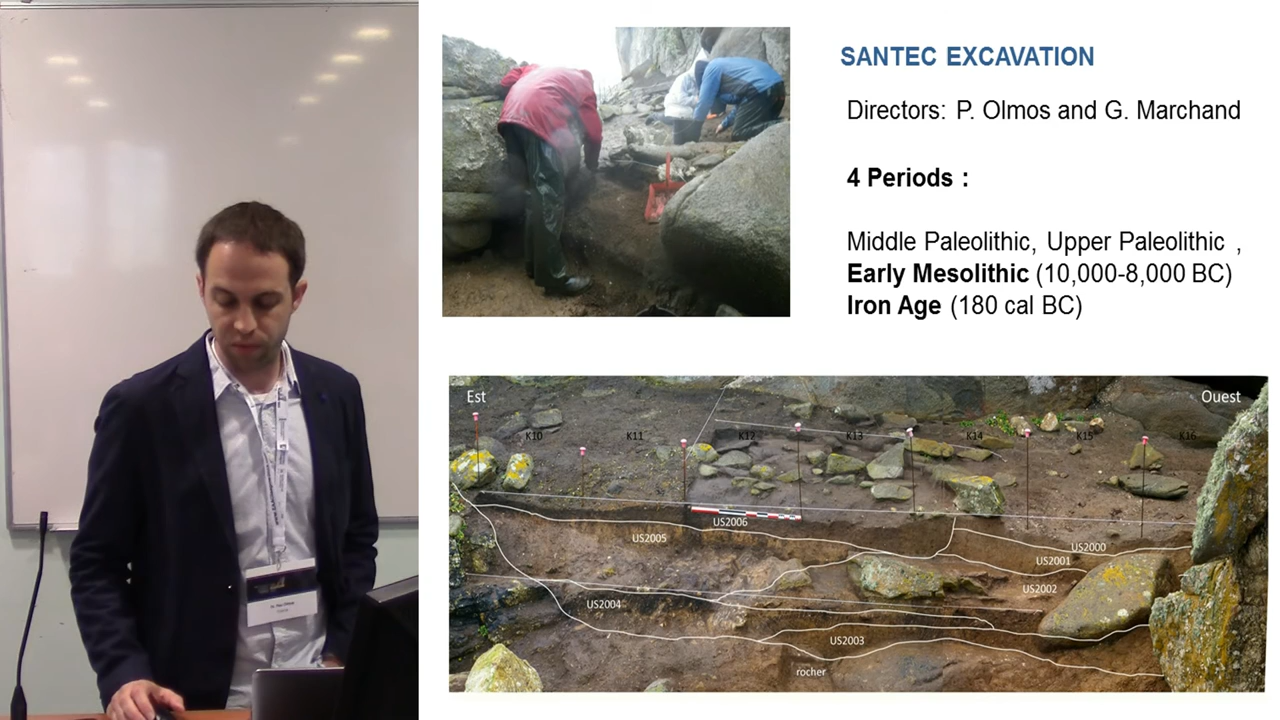 SANTEC EXCAVATION
Directors: P. Olmos and G. Marchand
4 Periods :
Middle Paleolithic, Upper Paleolithic ,
Early Mesolithic (10,000-8,000 BC)
Iron Age (180 cal BC)
Est
Ouest
K10
K11
K12
K13
K14
K15
K16
US2006
US2005
US2000
US2001
US2002
US2004
US2003
rocher